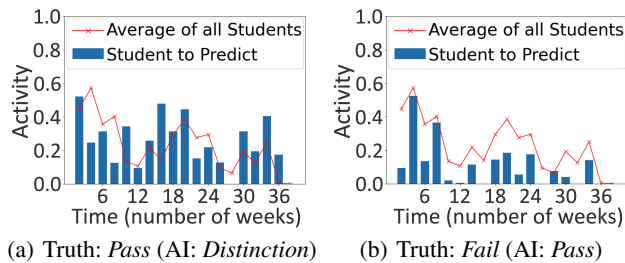 1.0
0.8
0.6
0.4
0.2
0.0
Activity
Average of all Students
Student to Predict
6 12 18 24 30 36
Time (number of weeks)
(a) Truth: Pass (AI: Distinction)
1.0
0.8
0.6
0.4
0.2
0.0
Activity
Average of all Students
Student to Predict
6 12 18 24 30 36
Time (number of weeks)
(b) Truth: Fail (AI: Pass)